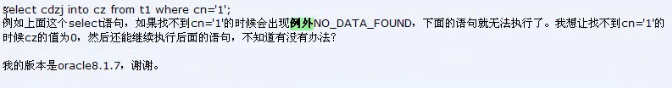 select cdzj into cz from t1 where cn='1';
例如上面这个select语句，如果找不到cn='1'的时候会出现例外NO_DATA_FOUND，下面的语句就无法执行了。我想让找不到cn='1'的
时候cz的值为0，然后还能继续执行后面的语句，不知道有没有办法？
我的版本是oracle8.1.7，谢谢。